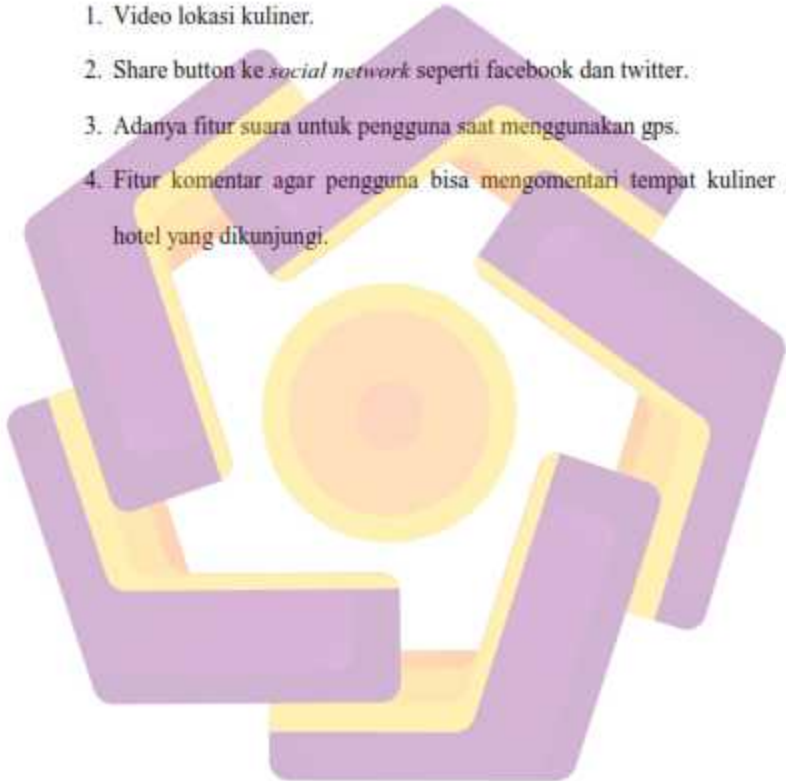 1. Video lokasi kuliner.
2. Share button ke social network seperti facebook dan twitter.
3. Adanya fitur suara untuk pengguna saat menggunakan gps.
4. Fitur komentar agar pengguna bisa mengomentari tempat kuliner
hotel yang dikunjungi.